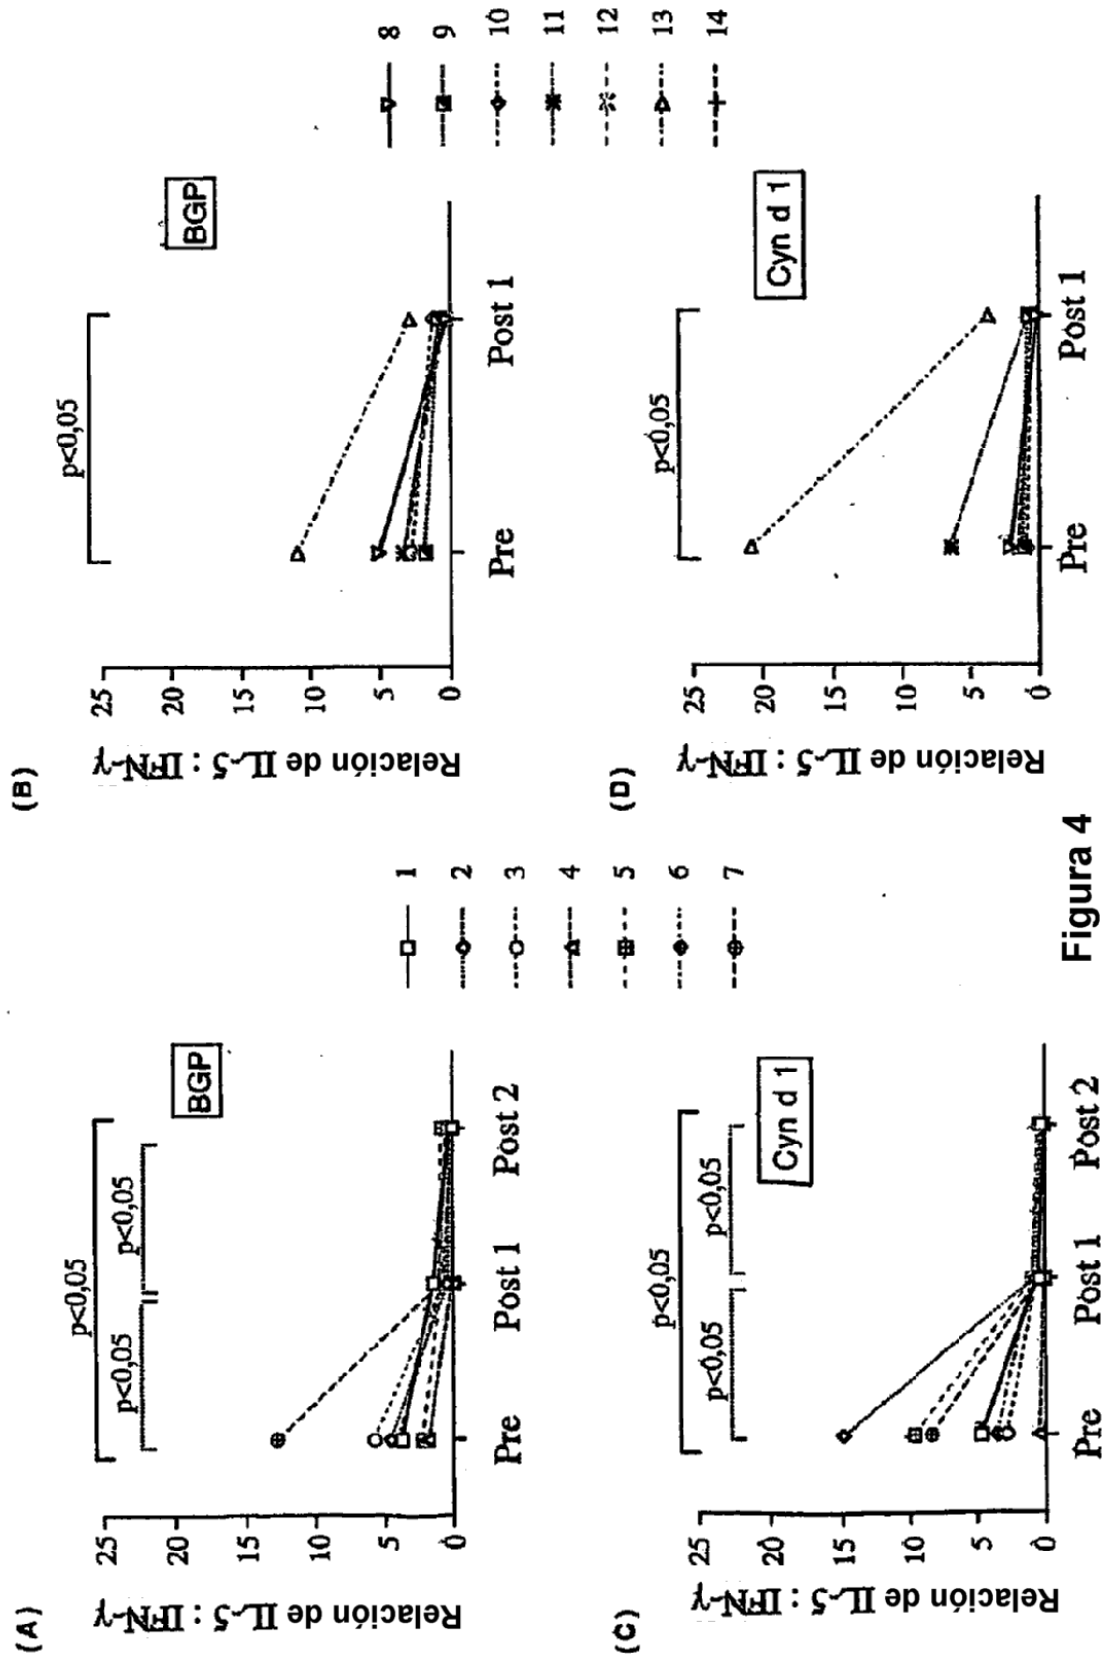 (A)
Relación de IL-5 : IFN-γ
25
20
15
10
5
0
p<0,05
p<0,05
p<0,05
BGP
Pre
Post 1
Post 2
(B)
Relación de IL-5 : IFN-γ
25
20
15
10
5
0
p<0,05
BGP
Pre
Post 1
1
2
3
4
5
6
7
8
9
10
11
12
13
14
(C)
Relación de IL-5 : IFN-γ
25
20
15
10
5
0
p<0,05
p<0,05
p<0,05
Cyn d 1
Pre
Post 1
Post 2
(D)
Relación de IL-5 : IFN-γ
25
20
15
10
5
0
p<0,05
Cyn d 1
Pre
Post 1
Figura 4